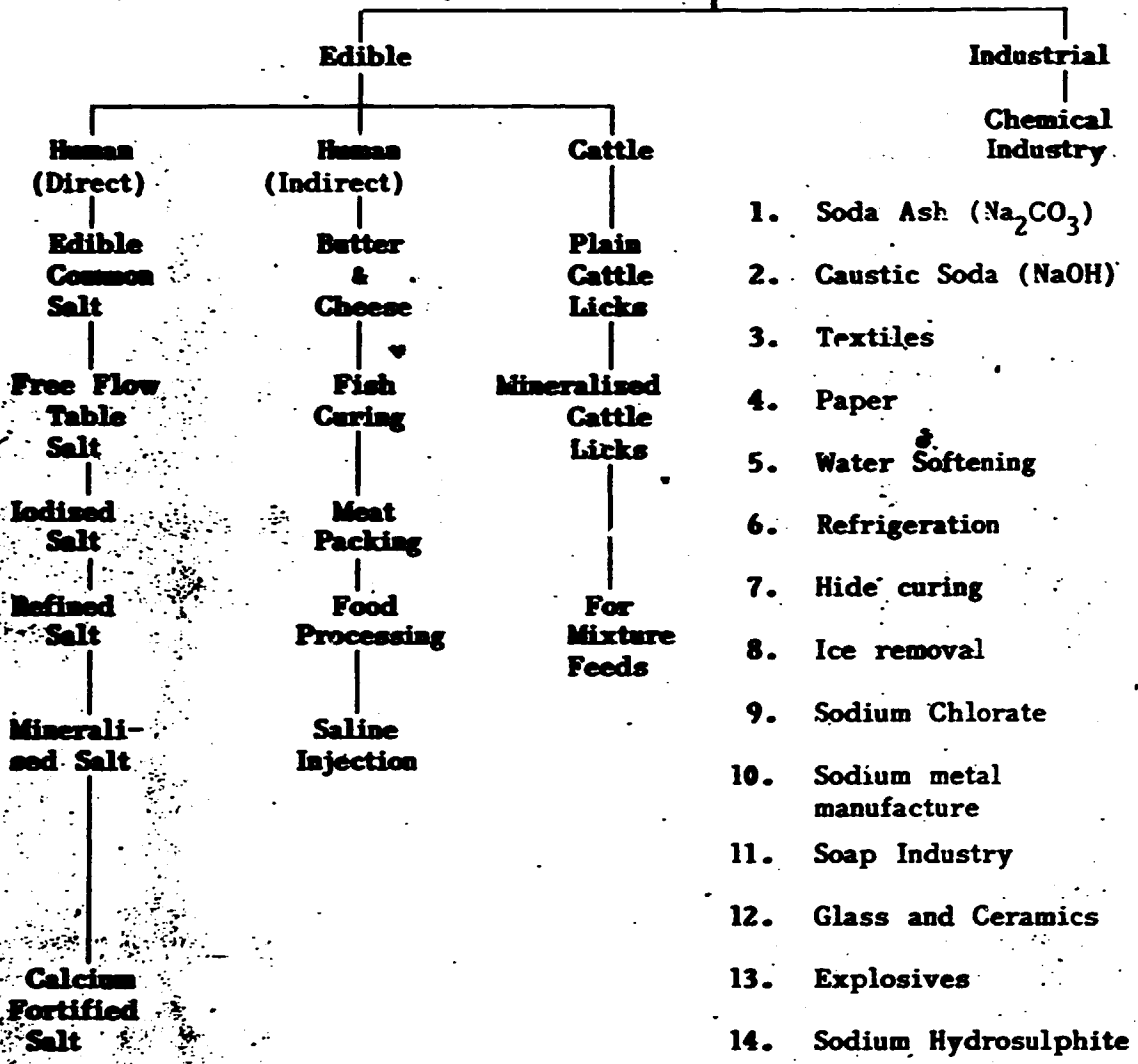 Edible
Industrial
Chemical
Industry
Human
(Direct)
Human
(Indirect)
Cattle
Edible
Common
Salt
Butter
&
Cheese
Plain
Cattle
Licks
Free Flow
Table
Salt
Fish
Curing
Mineralized
Cattle
Licks
Iodized
Salt
Meat
Packing
Refined
Salt
Food
Processing
For
Mixture
Feeds
Minerali-
sed Salt
Saline
Injection
Calcium
Fortified
Salt
1. Soda Ash (Na₂CO₃)
2. Caustic Soda (NaOH)
3. Textiles
4. Paper
5. Water Softening
6. Refrigeration
7. Hide curing
8. Ice removal
9. Sodium Chlorate
10. Sodium metal
manufacture
11. Soap Industry
12. Glass and Ceramics
13. Explosives
14. Sodium Hydrosulphite